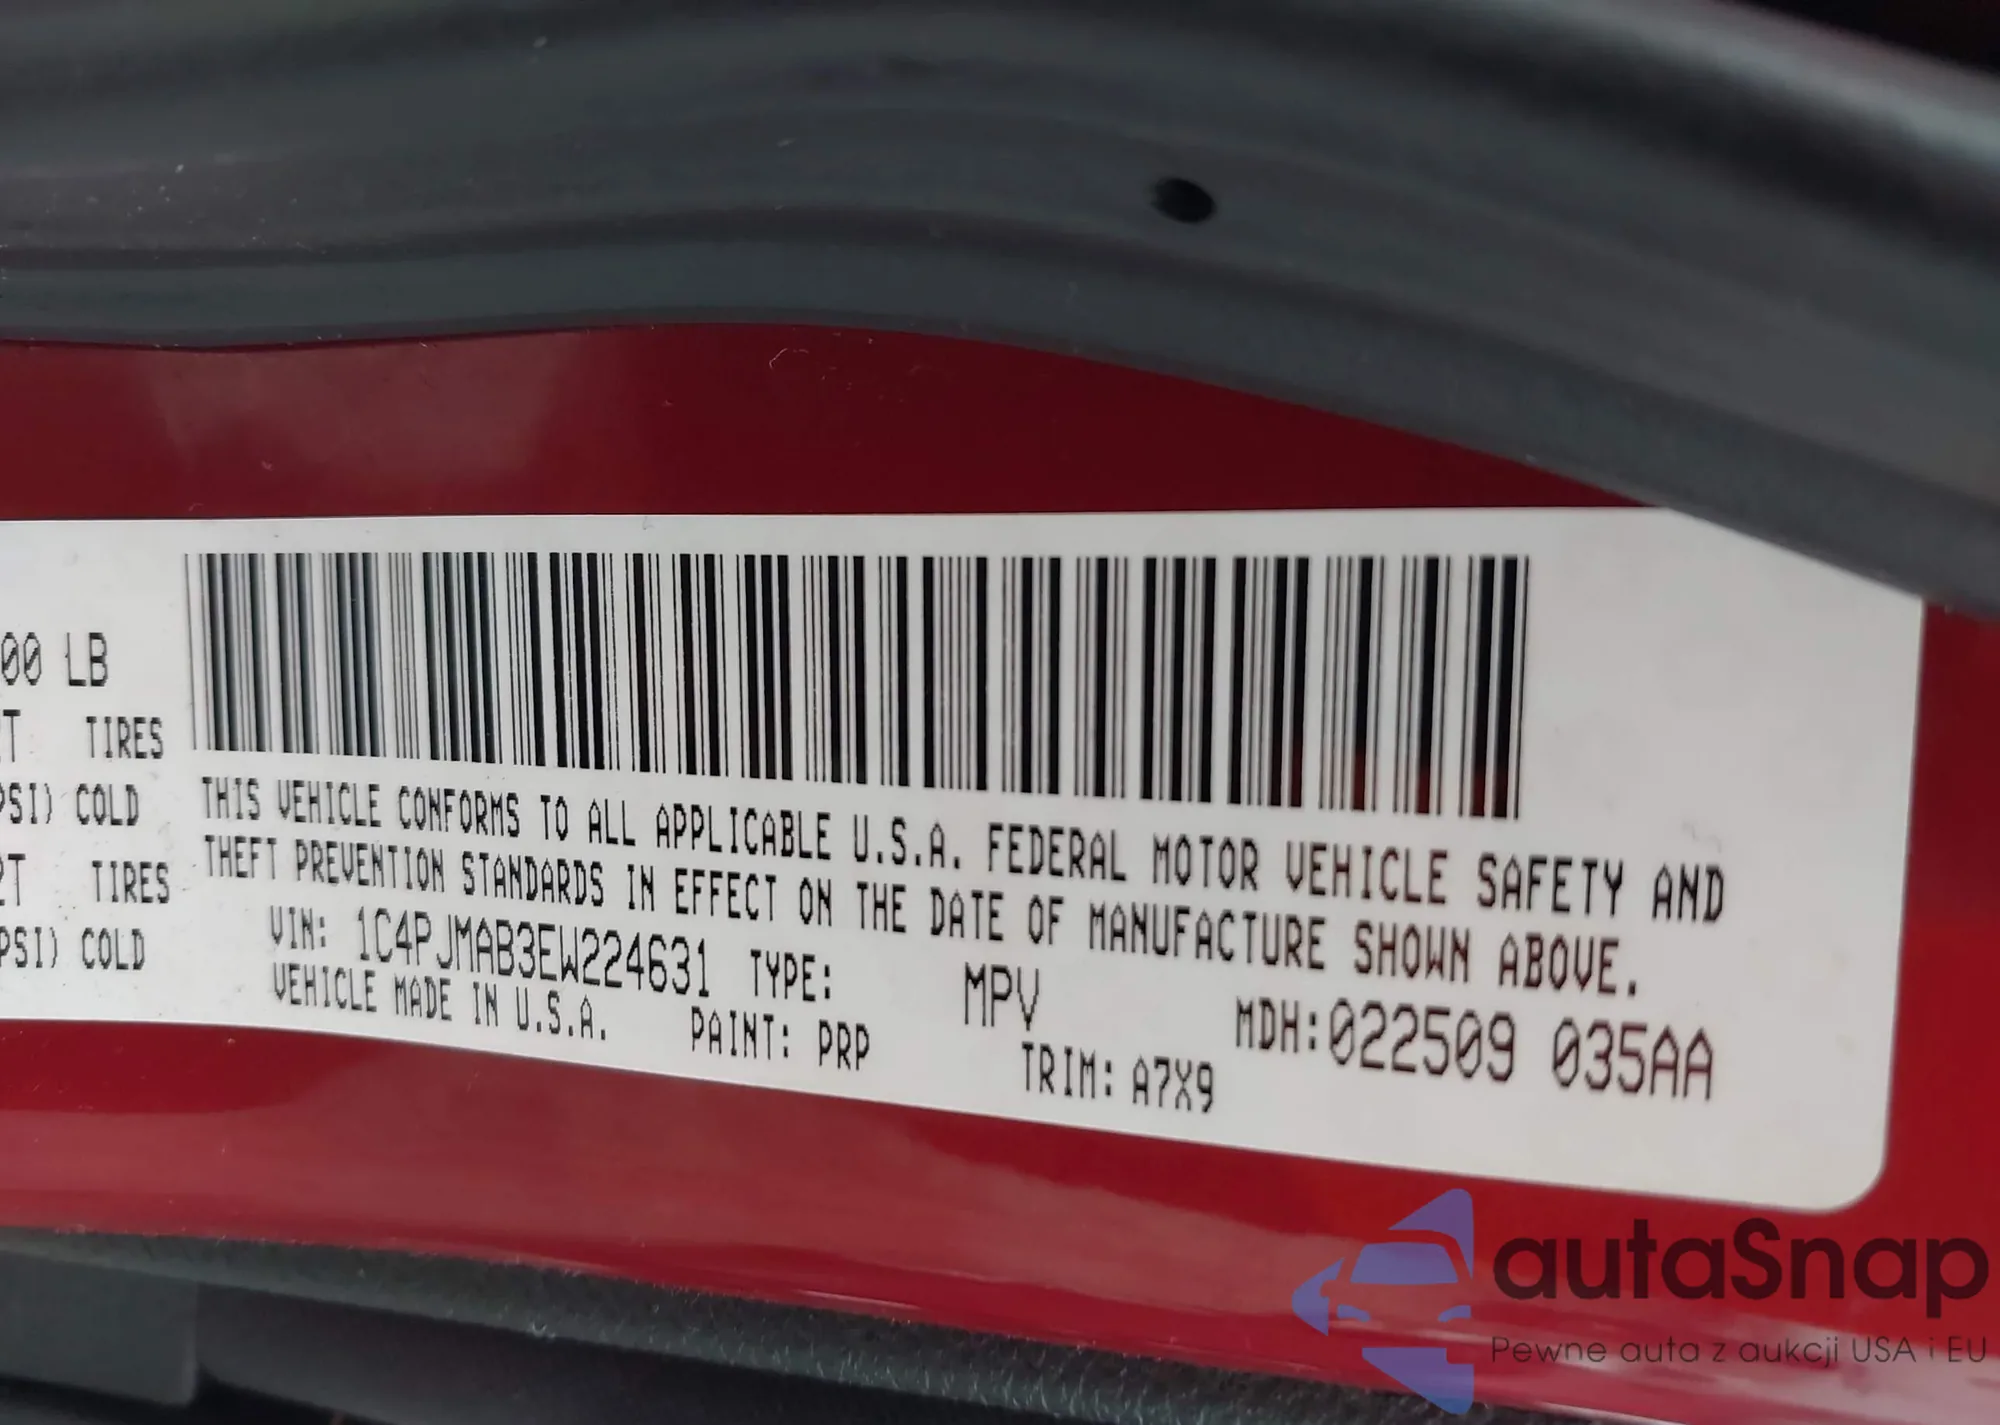 00 LB
T TIRES
PSI) COLD
2T TIRES
PSI) COLD
THIS VEHICLE CONFORMS TO ALL APPLICABLE U.S.A. FEDERAL MOTOR VEHICLE SAFETY AND
THEFT PREVENTION STANDARDS IN EFFECT ON THE DATE OF MANUFACTURE SHOWN ABOVE.
VIN: 1C4PJMAB3EW224631 TYPE: MPV MDH:022509 035AA
VEHICLE MADE IN U.S.A. PAINT: PRP TRIM: A7X9
autaSnap
Pewne auta z aukcji USA i EU